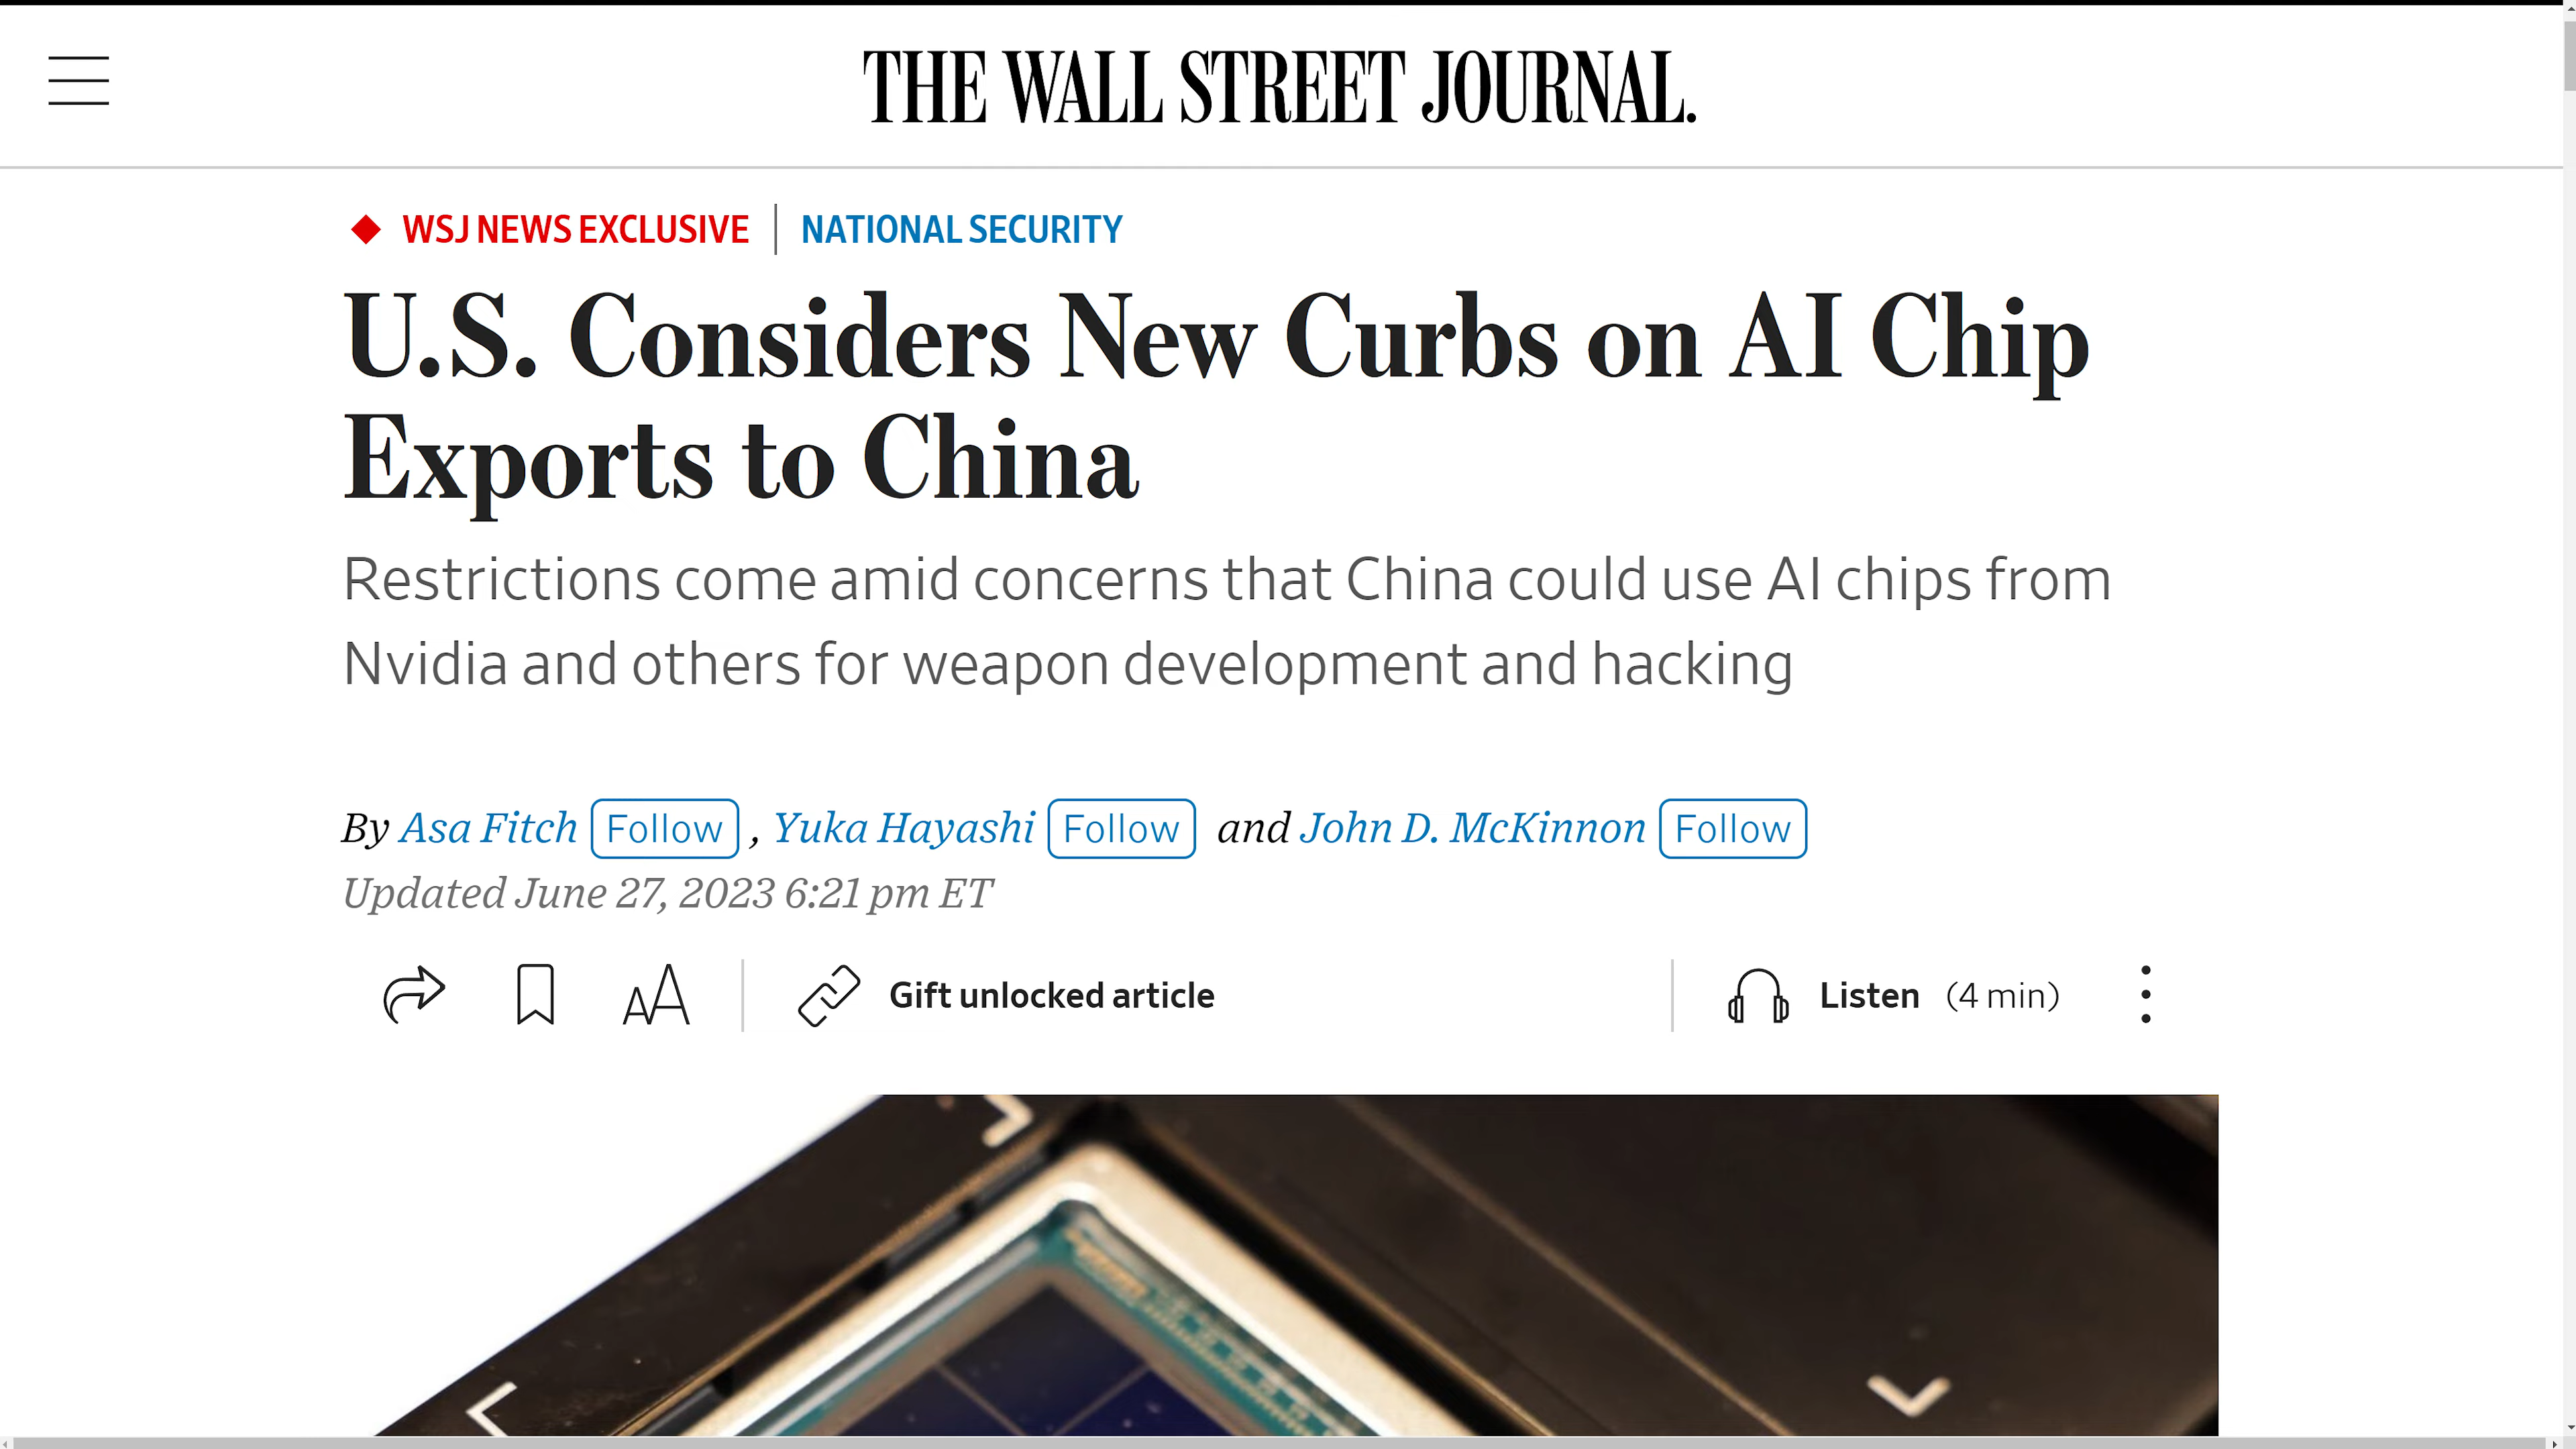 THE WALL STREET JOURNAL.
WSJ NEWS EXCLUSIVE | NATIONAL SECURITY
U.S. Considers New Curbs on AI Chip
Exports to China
Restrictions come amid concerns that China could use AI chips from
Nvidia and others for weapon development and hacking
By Asa Fitch Follow , Yuka Hayashi Follow and John D. McKinnon Follow
Updated June 27, 2023 6:21 pm ET
AA Gift unlocked article Listen (4 min)